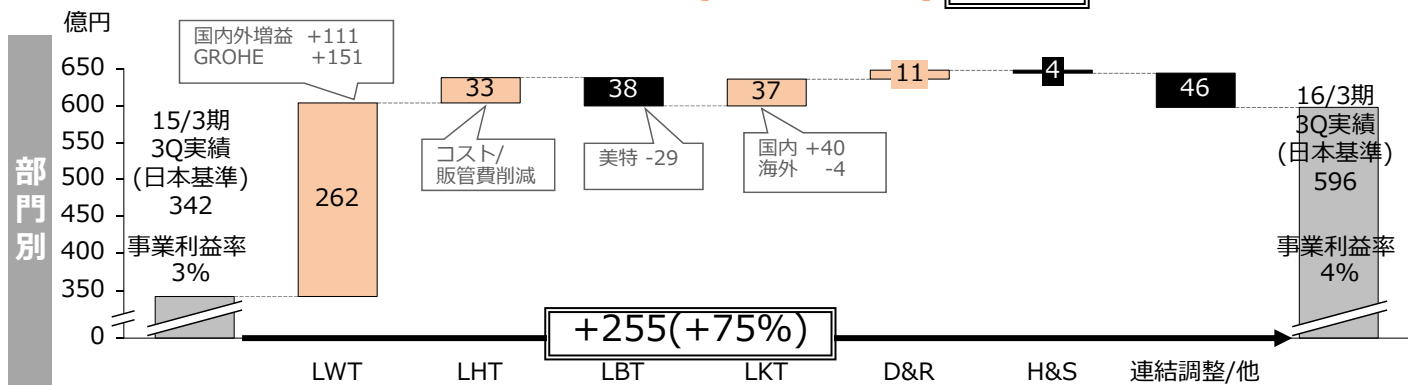 億円
部門別
650
600
550
500
450
400
350
0
15/3期
3Q実績
(日本基準)
342
事業利益率
3%
国内外増益 +111
GROHE +151
262
33
コスト/
販管費削減
38
美特 -29
37
国内 +40
海外 -4
11
4
46
16/3期
3Q実績
(日本基準)
596
事業利益率
4%
+255(+75%)
LWT LHT LBT LKT D&R H&S 連結調整/他